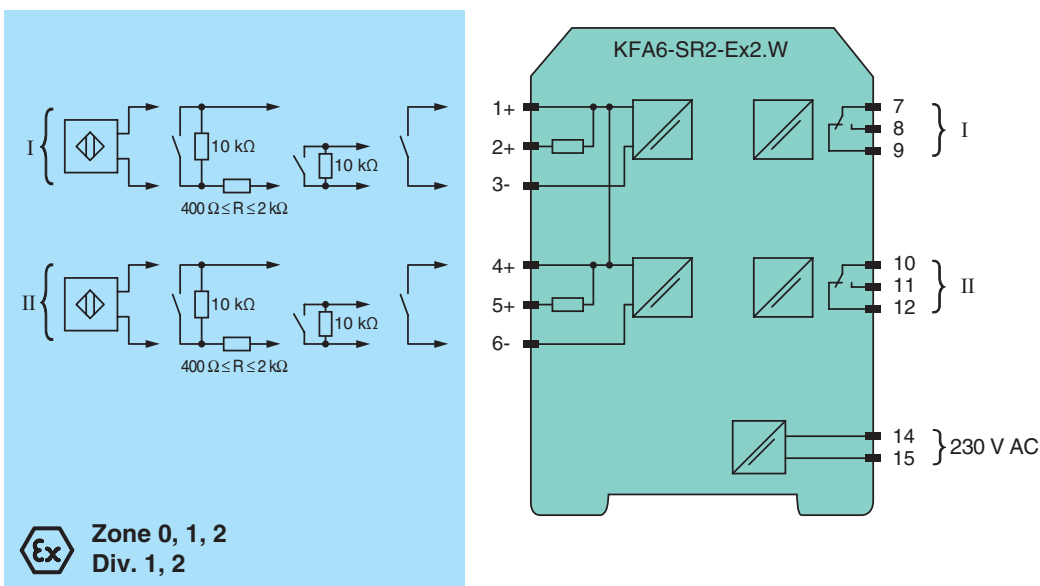 KFA6-SR2-Ex2.W
I
10 kΩ
10 kΩ
400 Ω ≤ R ≤ 2 kΩ
1+
2+
3-
7
8
9
I
II
10 kΩ
10 kΩ
400 Ω ≤ R ≤ 2 kΩ
4+
5+
6-
10
11
12
II
14
15
230 V AC
Ex
Zone 0, 1, 2
Div. 1, 2